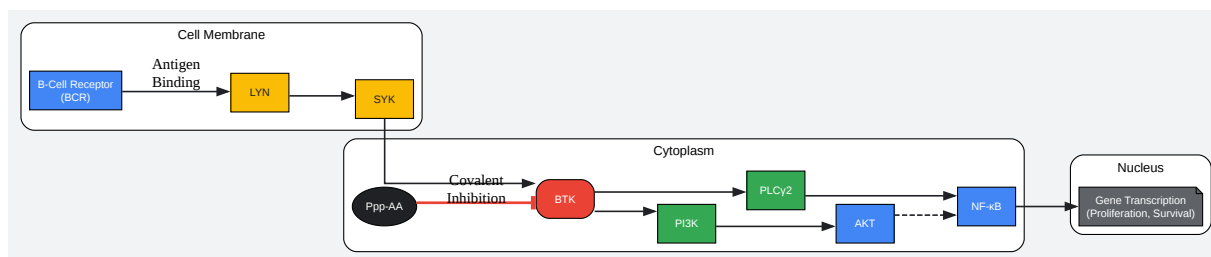 Cell Membrane
B-Cell Receptor
(BCR)
Antigen
Binding
LYN
SYK
Cytoplasm
Ppp-AA
Covalent
Inhibition
BTK
PLCγ2
PI3K
AKT
NF-κB
Nucleus
Gene Transcription
(Proliferation, Survival)